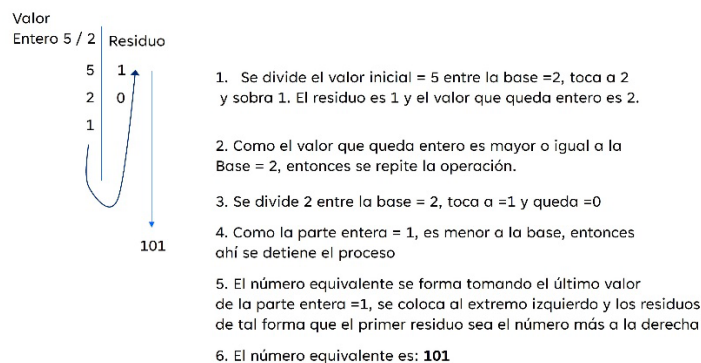 Valor
Entero 5 / 2 Residuo
5 1
2 0
1
101
1. Se divide el valor inicial = 5 entre la base =2, toca a 2
y sobra 1. El residuo es 1 y el valor que queda entero es 2.
2. Como el valor que queda entero es mayor o igual a la
Base = 2, entonces se repite la operación.
3. Se divide 2 entre la base = 2, toca a =1 y queda =0
4. Como la parte entera = 1, es menor a la base, entonces
ahí se detiene el proceso
5. El número equivalente se forma tomando el último valor
de la parte entera =1, se coloca al extremo izquierdo y los residuos
de tal forma que el primer residuo sea el número más a la derecha
6. El número equivalente es: 101